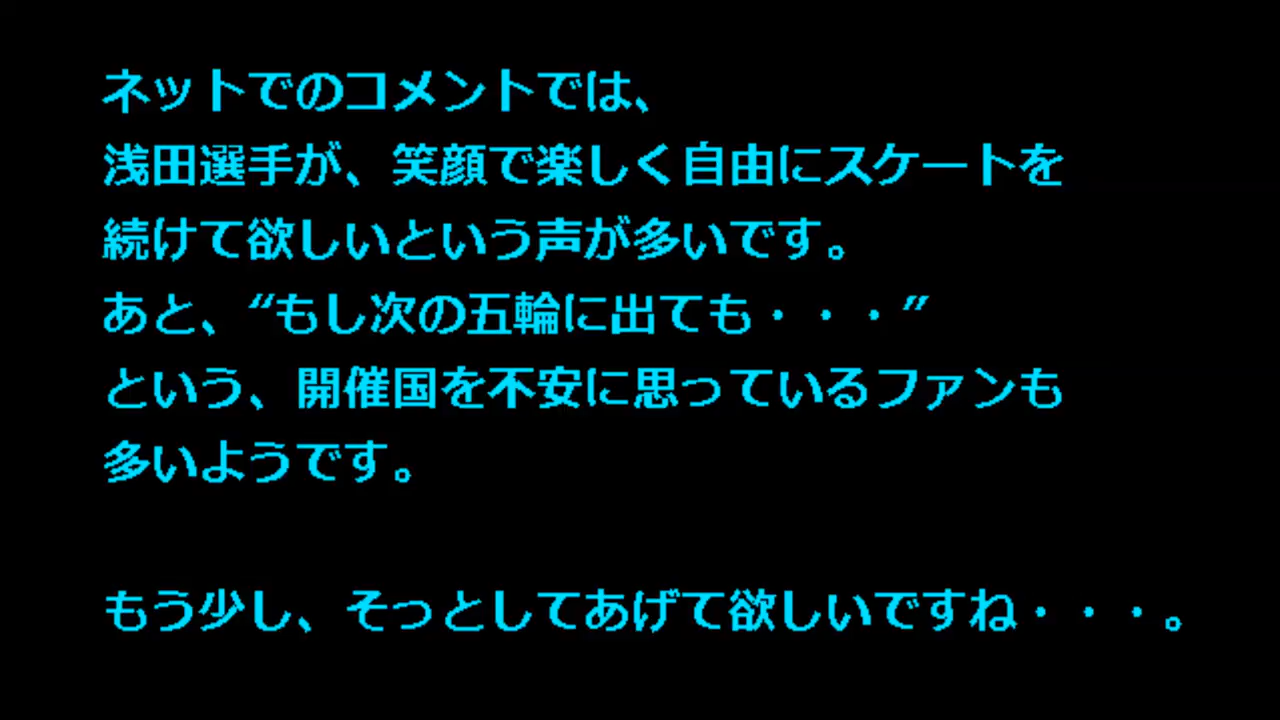 ネットでのコメントでは、
浅田選手が、笑顔で楽しく自由にスケートを
続けて欲しいという声が多いです。
あと、“もし次の五輪に出ても・・・”
という、開催国を不安に思っているファンも
多いようです。
もう少し、そっとしてあげて欲しいですね・・・。